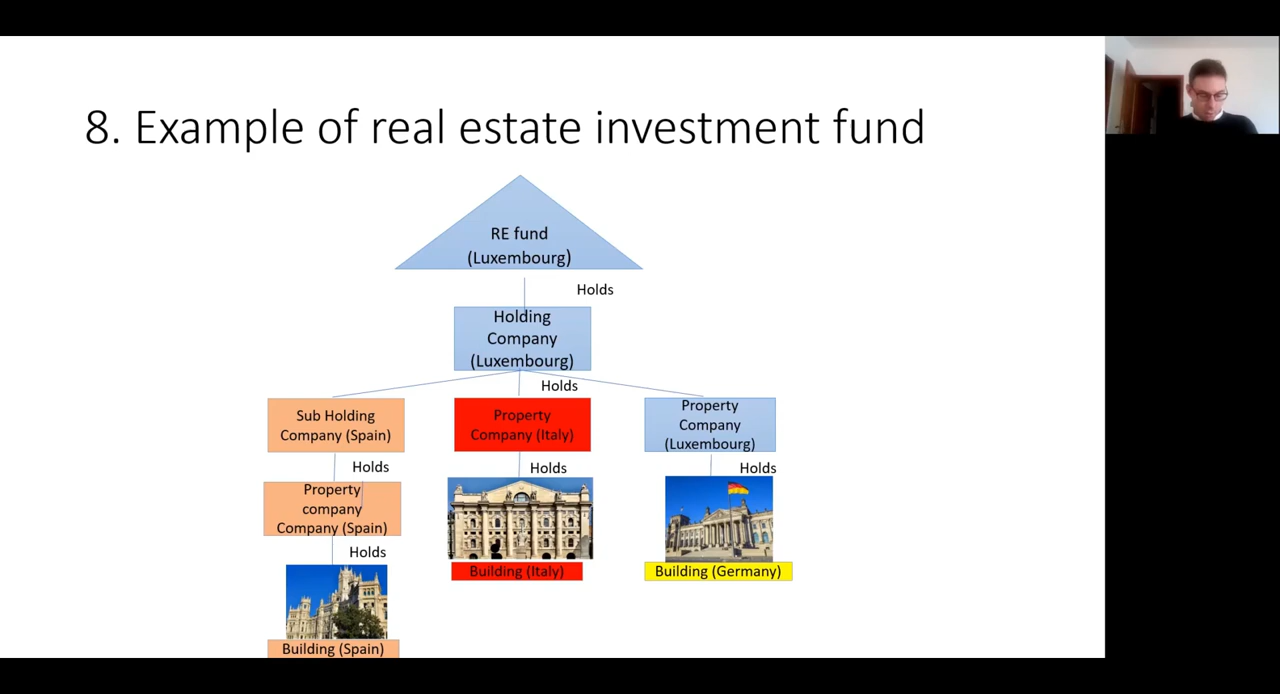 8. Example of real estate investment fund
RE fund
(Luxembourg)
Holds
Holding
Company
(Luxembourg)
Holds
Sub Holding
Company (Spain)
Property
Company (Italy)
Property
Company
(Luxembourg)
Holds
Holds
Holds
Property
company
Company (Spain)
Holds
Building (Italy)
Building (Germany)
Building (Spain)